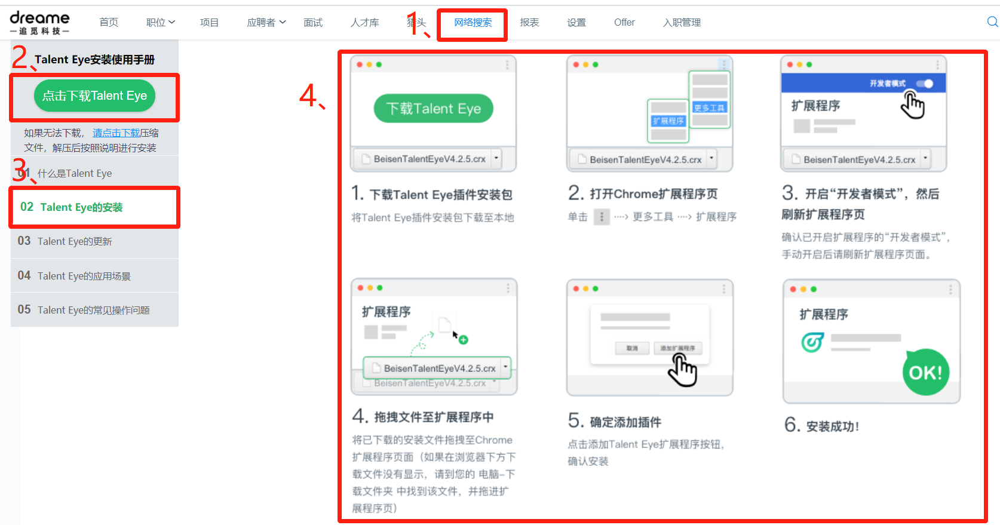 dreame
追觅科技
首页
职位
项目
应聘者
面试
人才库
猎头
1、
网络搜索
报表
设置
Offer
入职管理
2、
Talent Eye安装使用手册
点击下载Talent Eye
如果无法下载， 请点击下载压缩
文件，解压后按照说明进行安装
3、
01 什么是Talent Eye
02 Talent Eye的安装
03 Talent Eye的更新
04 Talent Eye的应用场景
05 Talent Eye的常见操作问题
4、
下载Talent Eye
BeisenTalentEyeV4.2.5.crx
1. 下载Talent Eye插件安装包
将Talent Eye插件安装包下载至本地
更多工具
扩展程序
BeisenTalentEyeV4.2.5.crx
2. 打开Chrome扩展程序页
单击 ⋮ ····> 更多工具 ····> 扩展程序
开发者模式
扩展程序
BeisenTalentEyeV4.2.5.crx
3. 开启“开发者模式”，然后
刷新扩展程序页
确认已开启扩展程序的“开发者模式”，
手动开启后请刷新扩展程序页面。
扩展程序
BeisenTalentEyeV4.2.5.crx
BeisenTalentEyeV4.2.5.crx
4. 拖拽文件至扩展程序中
将已下载的安装文件拖拽至Chrome
扩展程序页面（如果在浏览器下方下
载文件没有显示，请到您的 电脑–下
载文件夹 中找到该文件，并拖进扩
展程序页）
取消
添加扩展程序
5. 确定添加插件
点击添加Talent Eye扩展程序按钮，
确认安装
扩展程序
OK!
6. 安装成功！